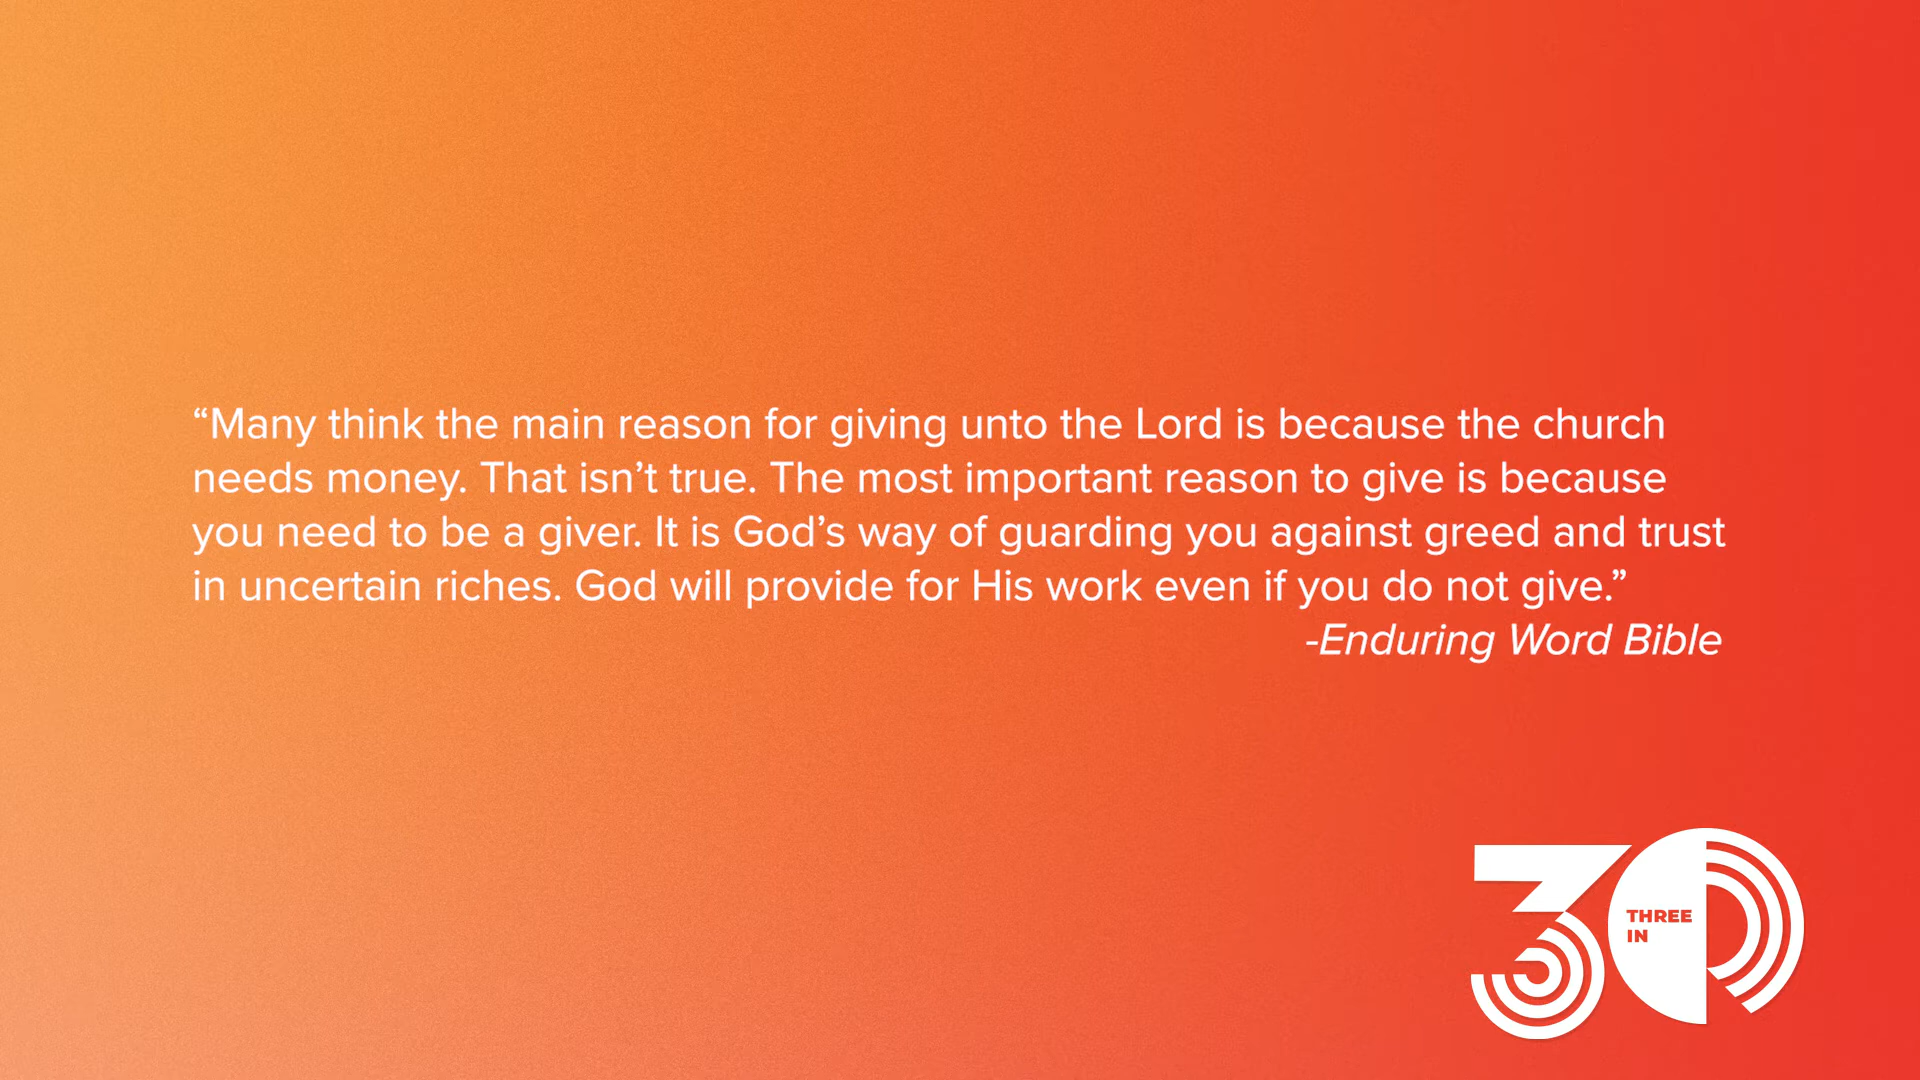 “Many think the main reason for giving unto the Lord is because the church
needs money. That isn’t true. The most important reason to give is because
you need to be a giver. It is God’s way of guarding you against greed and trust
in uncertain riches. God will provide for His work even if you do not give.”
-Enduring Word Bible
30
THREE
IN